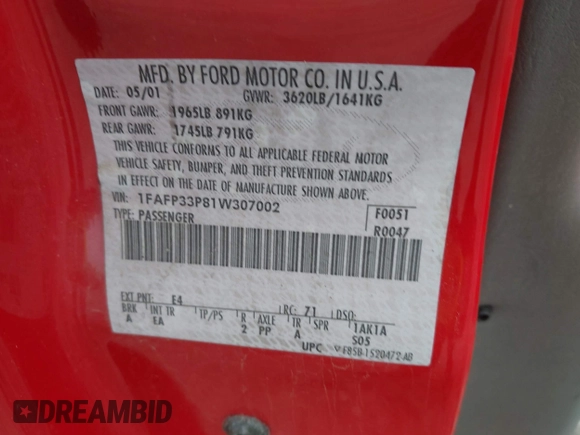 MFD. BY FORD MOTOR CO. IN U.S.A.
DATE: 05/01 GVWR: 3620LB/1641KG
FRONT GAWR: 1965LB 891KG
REAR GAWR: 1745LB 791KG
THIS VEHICLE CONFORMS TO ALL APPLICABLE FEDERAL MOTOR
VEHICLE SAFETY, BUMPER, AND THEFT PREVENTION STANDARDS
IN EFFECT ON THE DATE OF MANUFACTURE SHOWN ABOVE.
VIN: 1FAFP33P81W307002 F0051
TYPE: PASSENGER R0047
EXT PNT: E4 RC: 71 DSO:
BRK INT TR TP/PS R AXLE TR SPR 1AK1A
A EA 2 PP A S05
UPC F85B-1520472-AB
DREAMBID